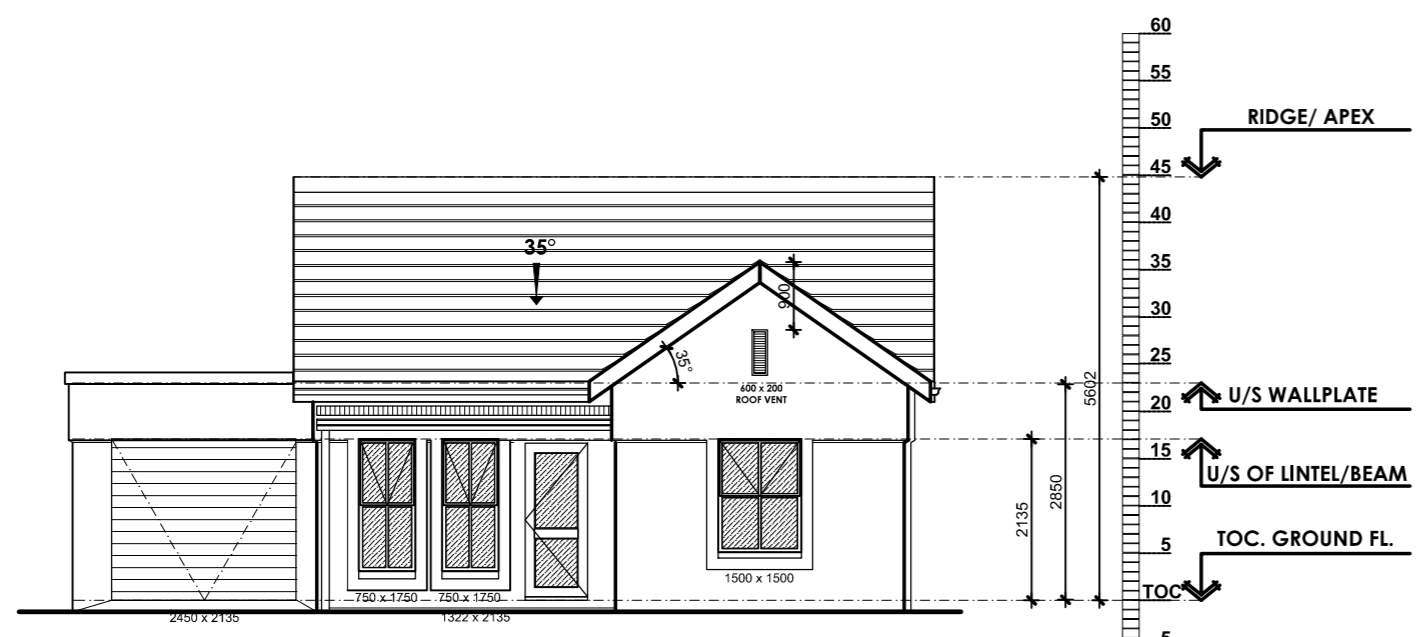 60
55
50
RIDGE/ APEX
45
40
35°
35
900
30
35°
25
5602
600 x 200
ROOF VENT
U/S WALLPLATE
20
15
U/S OF LINTEL/BEAM
2850
2135
10
TOC. GROUND FL.
5
1500 x 1500
TOC
750 x 1750 750 x 1750
2450 x 2135
1322 x 2135
5